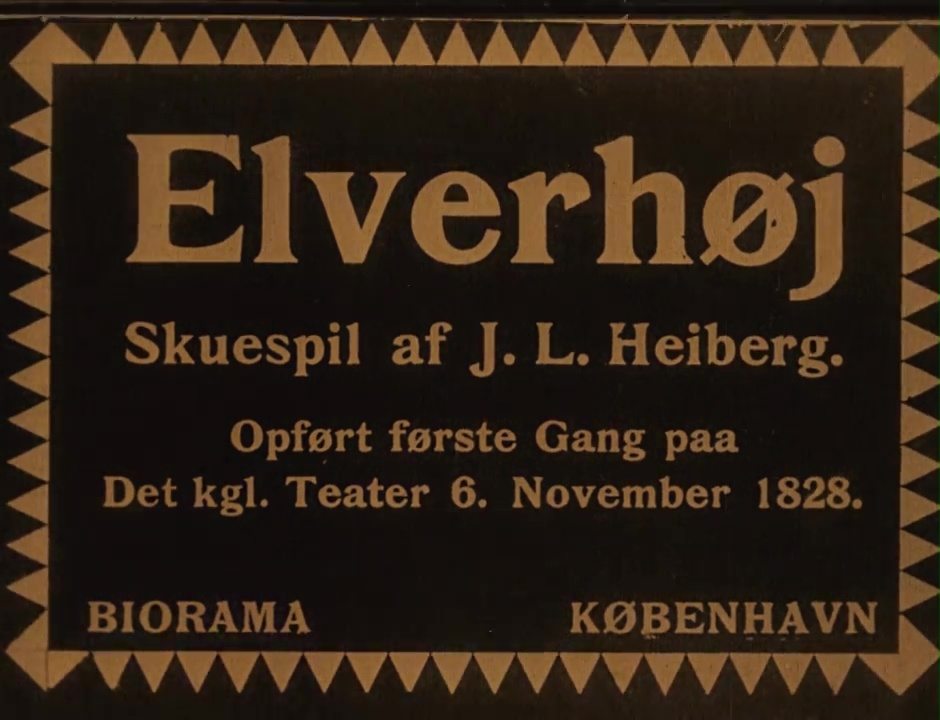 Elverhøj
Skuespil af J. L. Heiberg.
Opført første Gang paa
Det kgl. Teater 6. November 1828.
BIORAMA KØBENHAVN